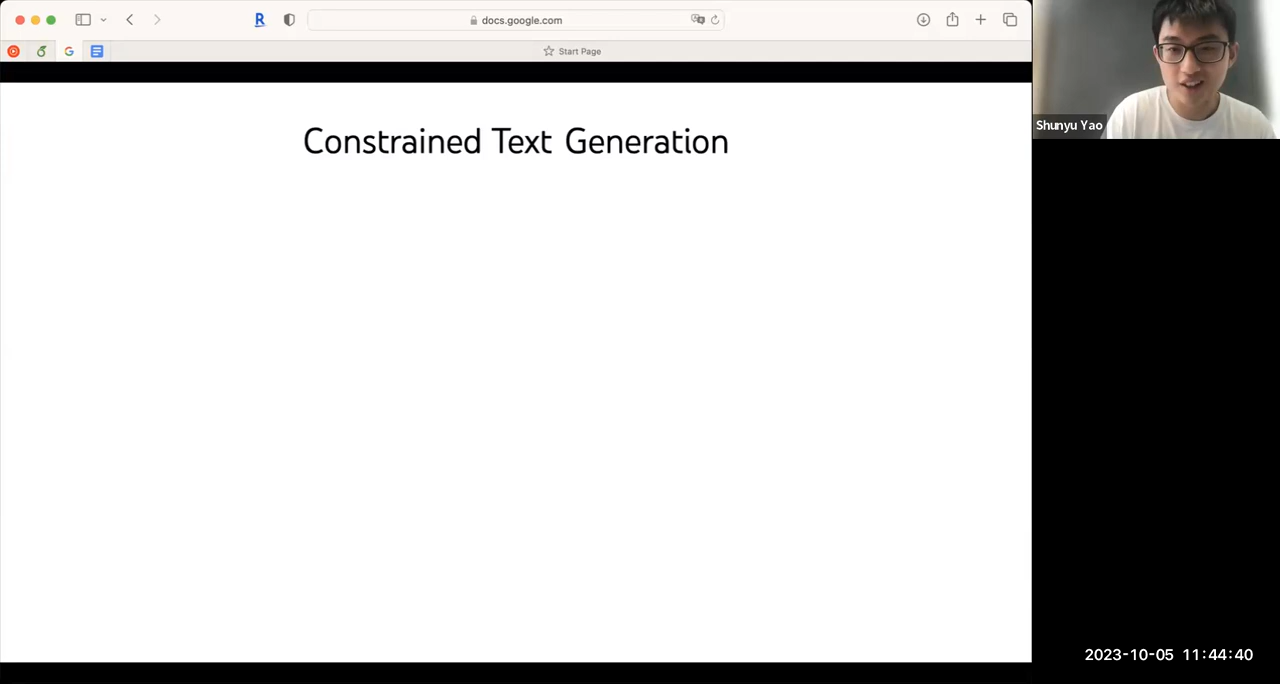 R
docs.google.com
G
Start Page
Constrained Text Generation
Shunyu Yao
2023-10-05 11:44:40